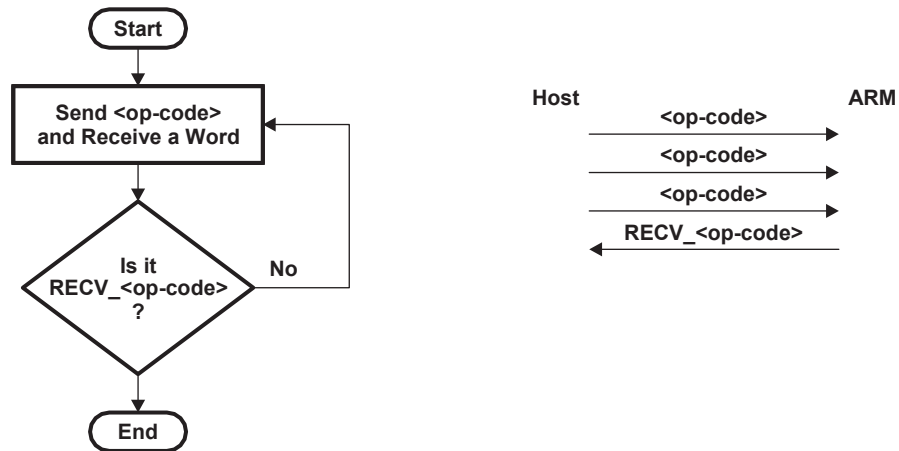 Start
Send <op-code>
and Receive a Word
Is it
RECV_<op-code>
?
No
End
Host
ARM
<op-code>
<op-code>
<op-code>
RECV_<op-code>